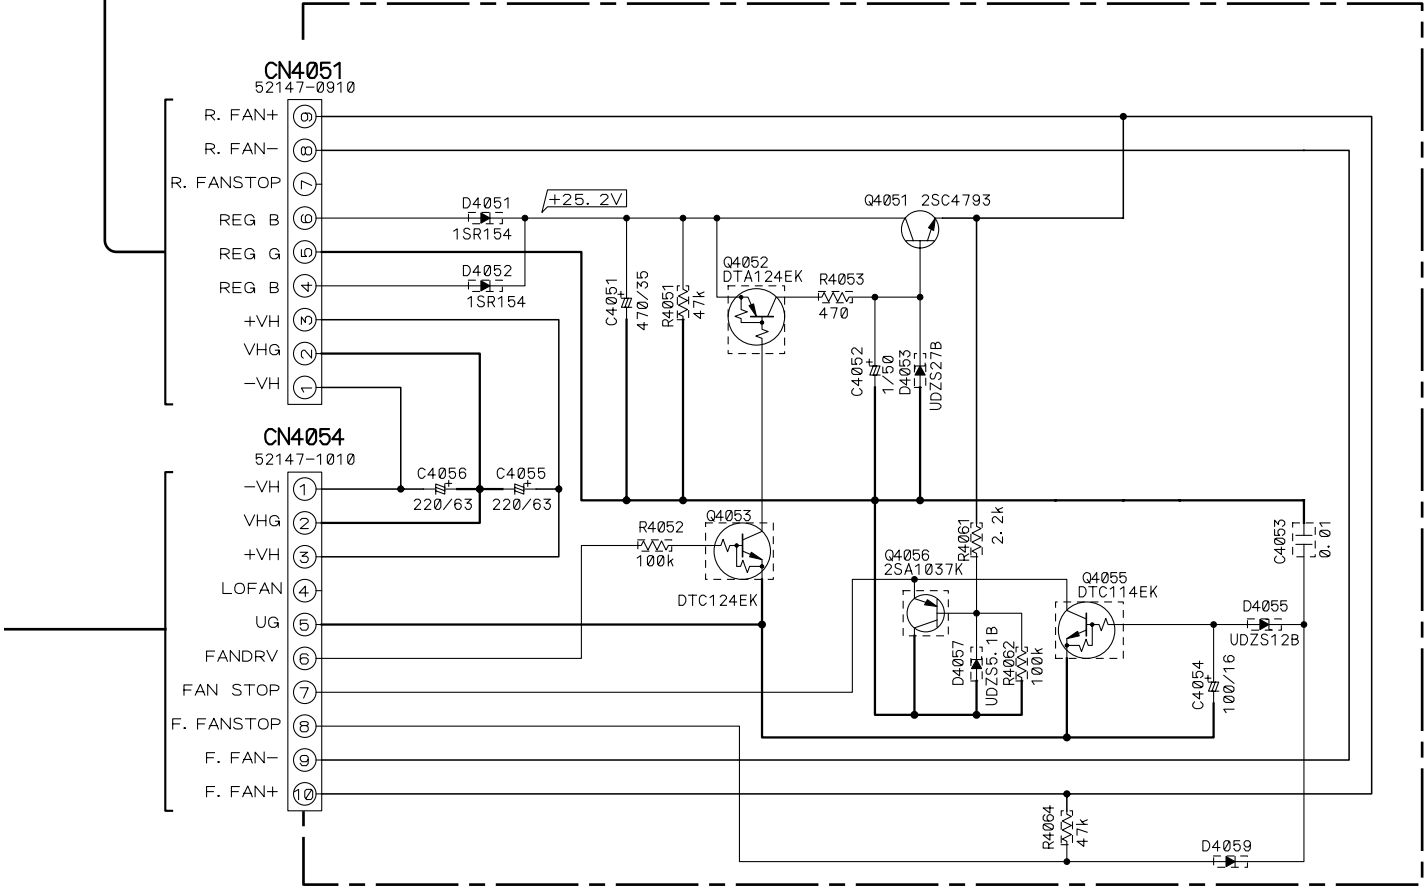 CN4051
52147-0910
R. FAN+ 9
R. FAN- 8
R. FANSTOP 7
REG B 6
REG G 5
REG B 4
+VH 3
VHG 2
-VH 1
D4051
1SR154
+25.2V
D4052
1SR154
C4051
470/35
R4051
47k
Q4052
DTA124EK
R4053
470
Q4051 2SC4793
C4052
1/50
D4053
UDZS27B
CN4054
52147-1010
-VH 1
VHG 2
+VH 3
LOFAN 4
UG 5
FANDRV 6
FAN STOP 7
F. FANSTOP 8
F. FAN- 9
F. FAN+ 10
C4056
220/63
C4055
220/63
R4052
100k
Q4053
DTC124EK
Q4056
2SA1037K
R4061
2.2k
D4057
UDZS5.1B
R4062
100k
Q4055
DTC114EK
C4053
0.01
D4055
UDZS12B
C4054
100/16
R4064
47k
D4059